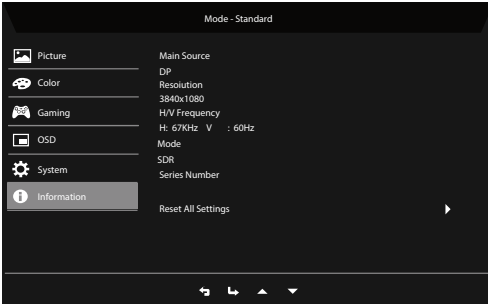 Mode - Standard
Picture
Color
Gaming
OSD
System
Information
Main Source
DP
Resoiution
3840x1080
H/V Frequency
H: 67KHz V : 60Hz
Mode
SDR
Series Number
Reset All Settings